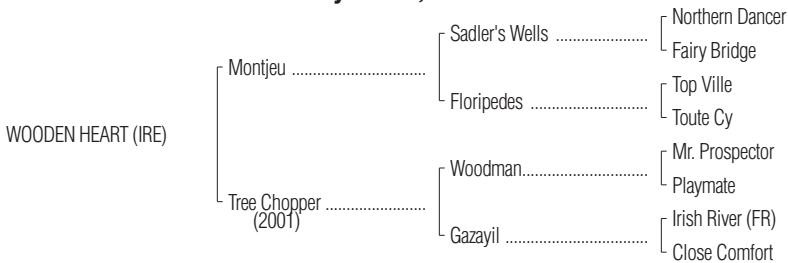 Northern Dancer
Sadler's Wells ......................
Fairy Bridge
Montjeu ................................
Top Ville
Floripedes ............................
Toute Cy
WOODEN HEART (IRE)
Mr. Prospector
Woodman..............................
Playmate
Tree Chopper ........................
(2001)
Irish River (FR)
Gazayil ..................................
Close Comfort